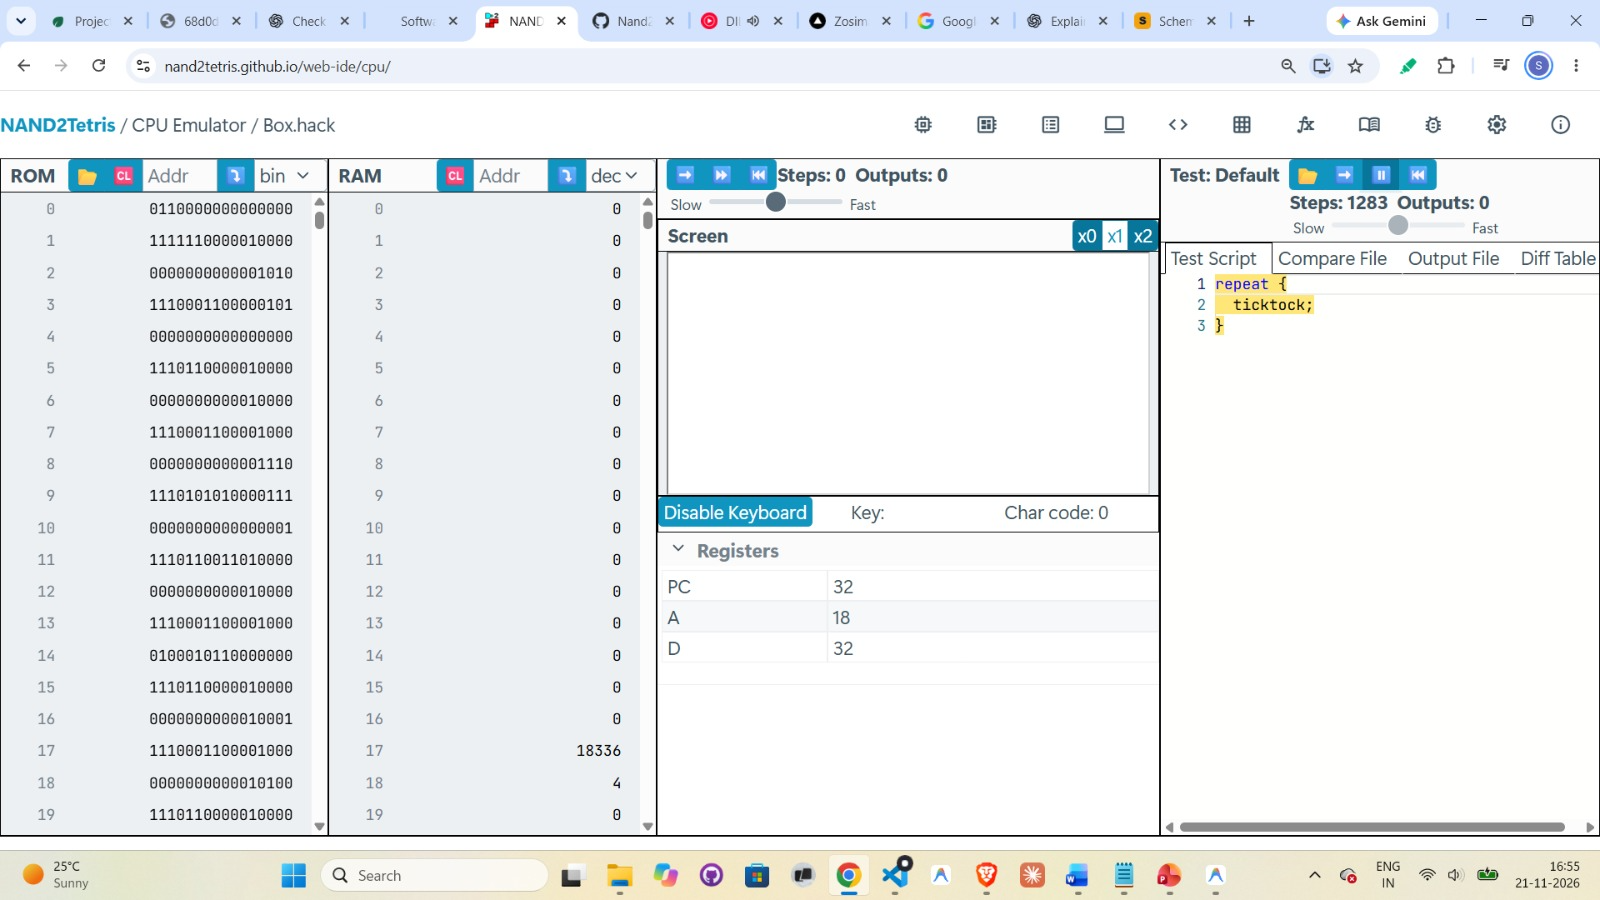 Projec
68d0d
Check
Softw
NAND
Nand2
DII
Zosim
Googl
Explai
Schem
Ask Gemini
nand2tetris.github.io/web-ide/cpu/
S
NAND2Tetris / CPU Emulator / Box.hack
ROM CL Addr bin
RAM CL Addr dec
0 0110000000000000
1 1111110000010000
2 0000000000001010
3 1110001100000101
4 0000000000000000
5 1110110000010000
6 0000000000010000
7 1110001100001000
8 0000000000001110
9 1110101010000111
10 0000000000000001
11 1110110011010000
12 0000000000010000
13 1110001100001000
14 0100010110000000
15 1110110000010000
16 0000000000010001
17 1110001100001000
18 0000000000010100
19 1110110000010000
0 0
1 0
2 0
3 0
4 0
5 0
6 0
7 0
8 0
9 0
10 0
11 0
12 0
13 0
14 0
15 0
16 0
17 18336
18 4
19 0
Steps: 0 Outputs: 0
Slow Fast
Screen x0 x1 x2
Disable Keyboard Key: Char code: 0
Registers
PC 32
A 18
D 32
Test: Default
Steps: 1283 Outputs: 0
Slow Fast
Test Script Compare File Output File Diff Table
1 repeat {
2 ticktock;
3 }
25°C
Sunny
Search
ENG
IN
16:55
21-11-2026